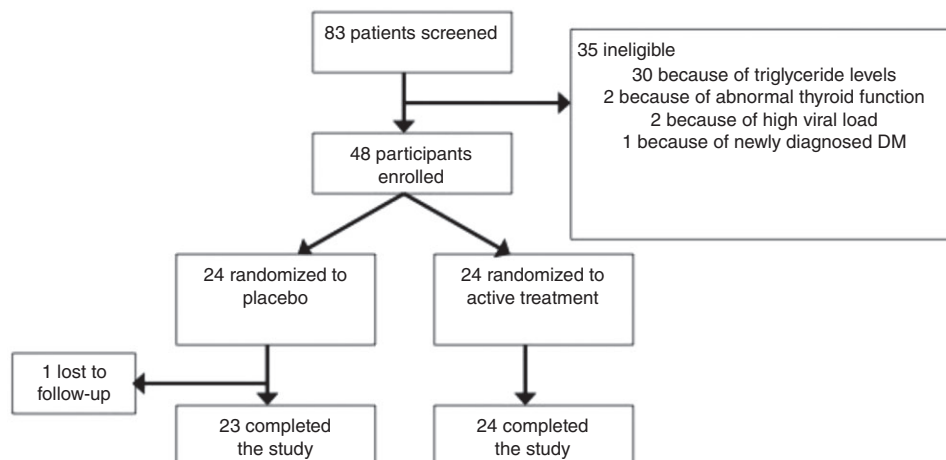 83 patients screened
35 ineligible
30 because of triglyceride levels
2 because of abnormal thyroid function
2 because of high viral load
1 because of newly diagnosed DM
48 participants
enrolled
24 randomized to
placebo
24 randomized to
active treatment
1 lost to
follow-up
23 completed
the study
24 completed
the study